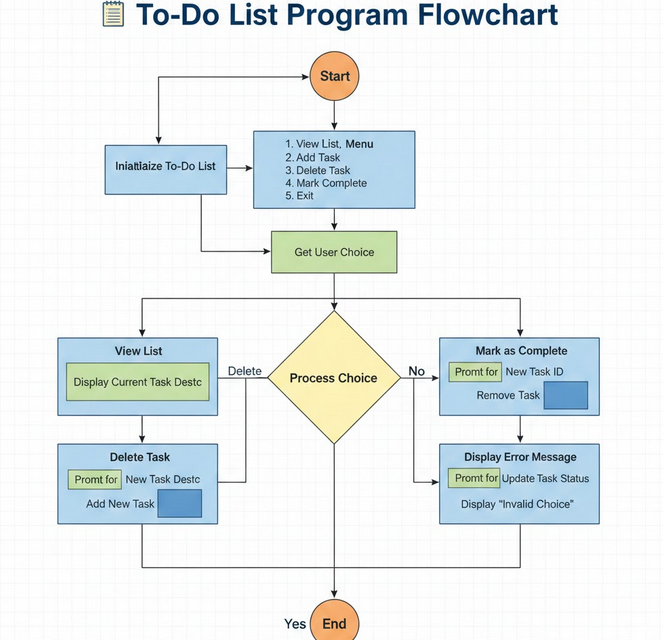 To-Do List Program Flowchart
Start
Iniatlaize To-Do List
1. View List, Menu
2. Add Task
3. Delete Task
4. Mark Complete
5. Exit
Get User Choice
View List
Display Current Task Destc
Delete
Process Choice
No
Mark as Complete
Promt for New Task ID
Remove Task
Delete Task
Promt for New Task Destc
Add New Task
Display Error Message
Promt for Update Task Status
Display "Invalid Choice"
Yes
End